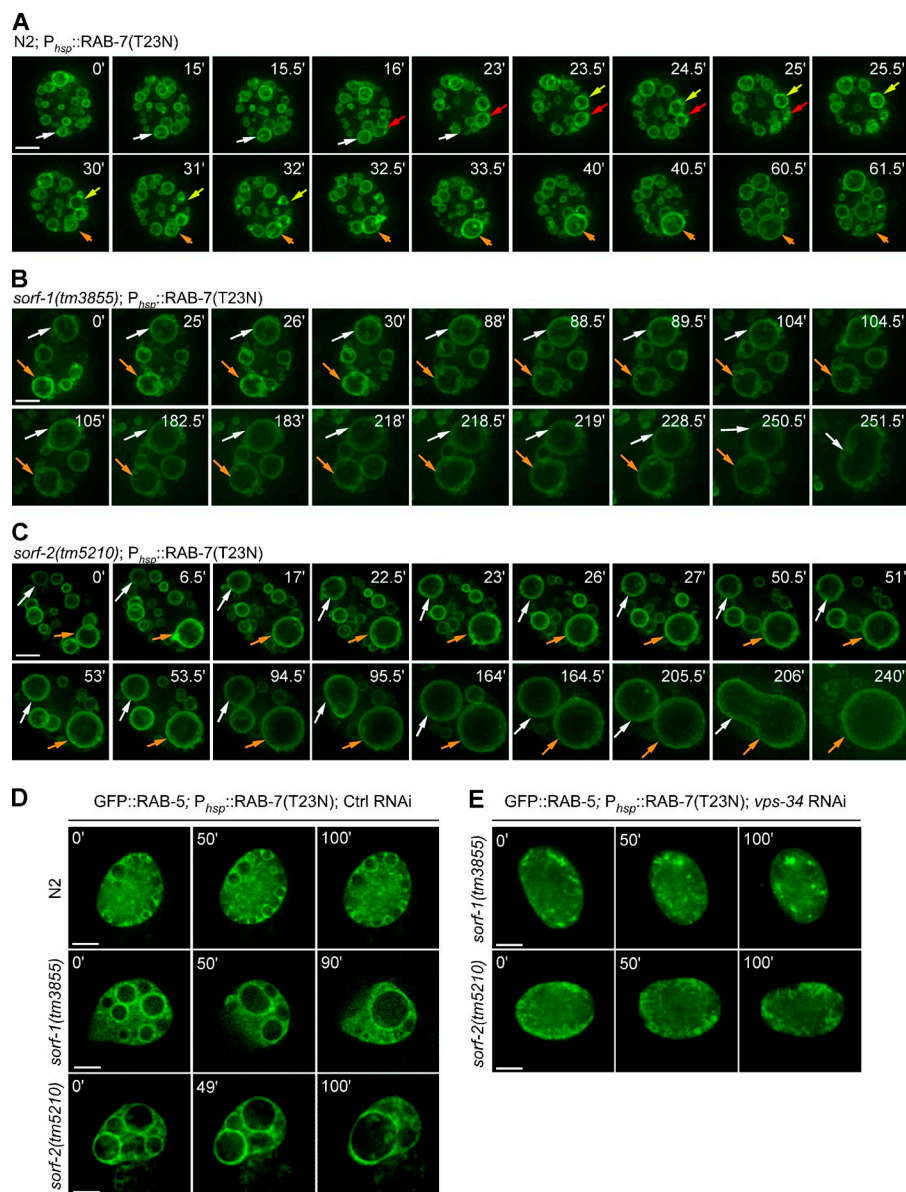 A
N2; Phsp::RAB-7(T23N)
0' 15' 15.5' 16' 23' 23.5' 24.5' 25' 25.5'
30' 31' 32' 32.5' 33.5' 40' 40.5' 60.5' 61.5'
B
sorf-1(tm3855); Phsp::RAB-7(T23N)
0' 25' 26' 30' 88' 88.5' 89.5' 104' 104.5'
105' 182.5' 183' 218' 218.5' 219' 228.5' 250.5' 251.5'
C
sorf-2(tm5210); Phsp::RAB-7(T23N)
0' 6.5' 17' 22.5' 23' 26' 27' 50.5' 51'
53' 53.5' 94.5' 95.5' 164' 164.5' 205.5' 206' 240'
D
GFP::RAB-5; Phsp::RAB-7(T23N); Ctrl RNAi
N2
0' 50' 100'
sorf-1(tm3855)
0' 50' 90'
sorf-2(tm5210)
0' 49' 100'
E
GFP::RAB-5; Phsp::RAB-7(T23N); vps-34 RNAi
sorf-1(tm3855)
0' 50' 100'
sorf-2(tm5210)
0' 50' 100'